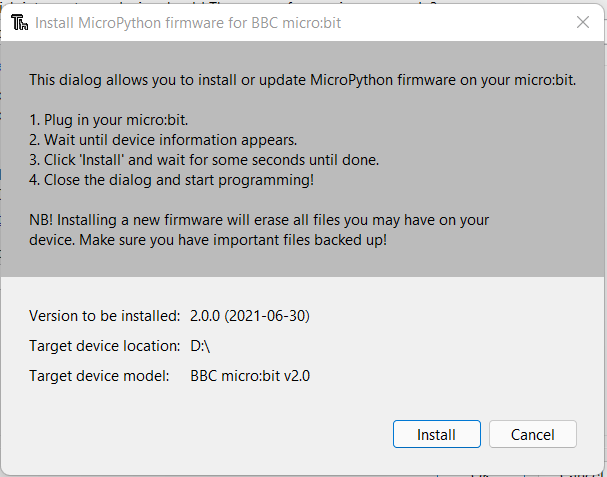 Install MicroPython firmware for BBC micro:bit
This dialog allows you to install or update MicroPython firmware on your micro:bit.
1. Plug in your micro:bit.
2. Wait until device information appears.
3. Click 'Install' and wait for some seconds until done.
4. Close the dialog and start programming!
NB! Installing a new firmware will erase all files you may have on your
device. Make sure you have important files backed up!
Version to be installed: 2.0.0 (2021-06-30)
Target device location: D:\
Target device model: BBC micro:bit v2.0
Install Cancel